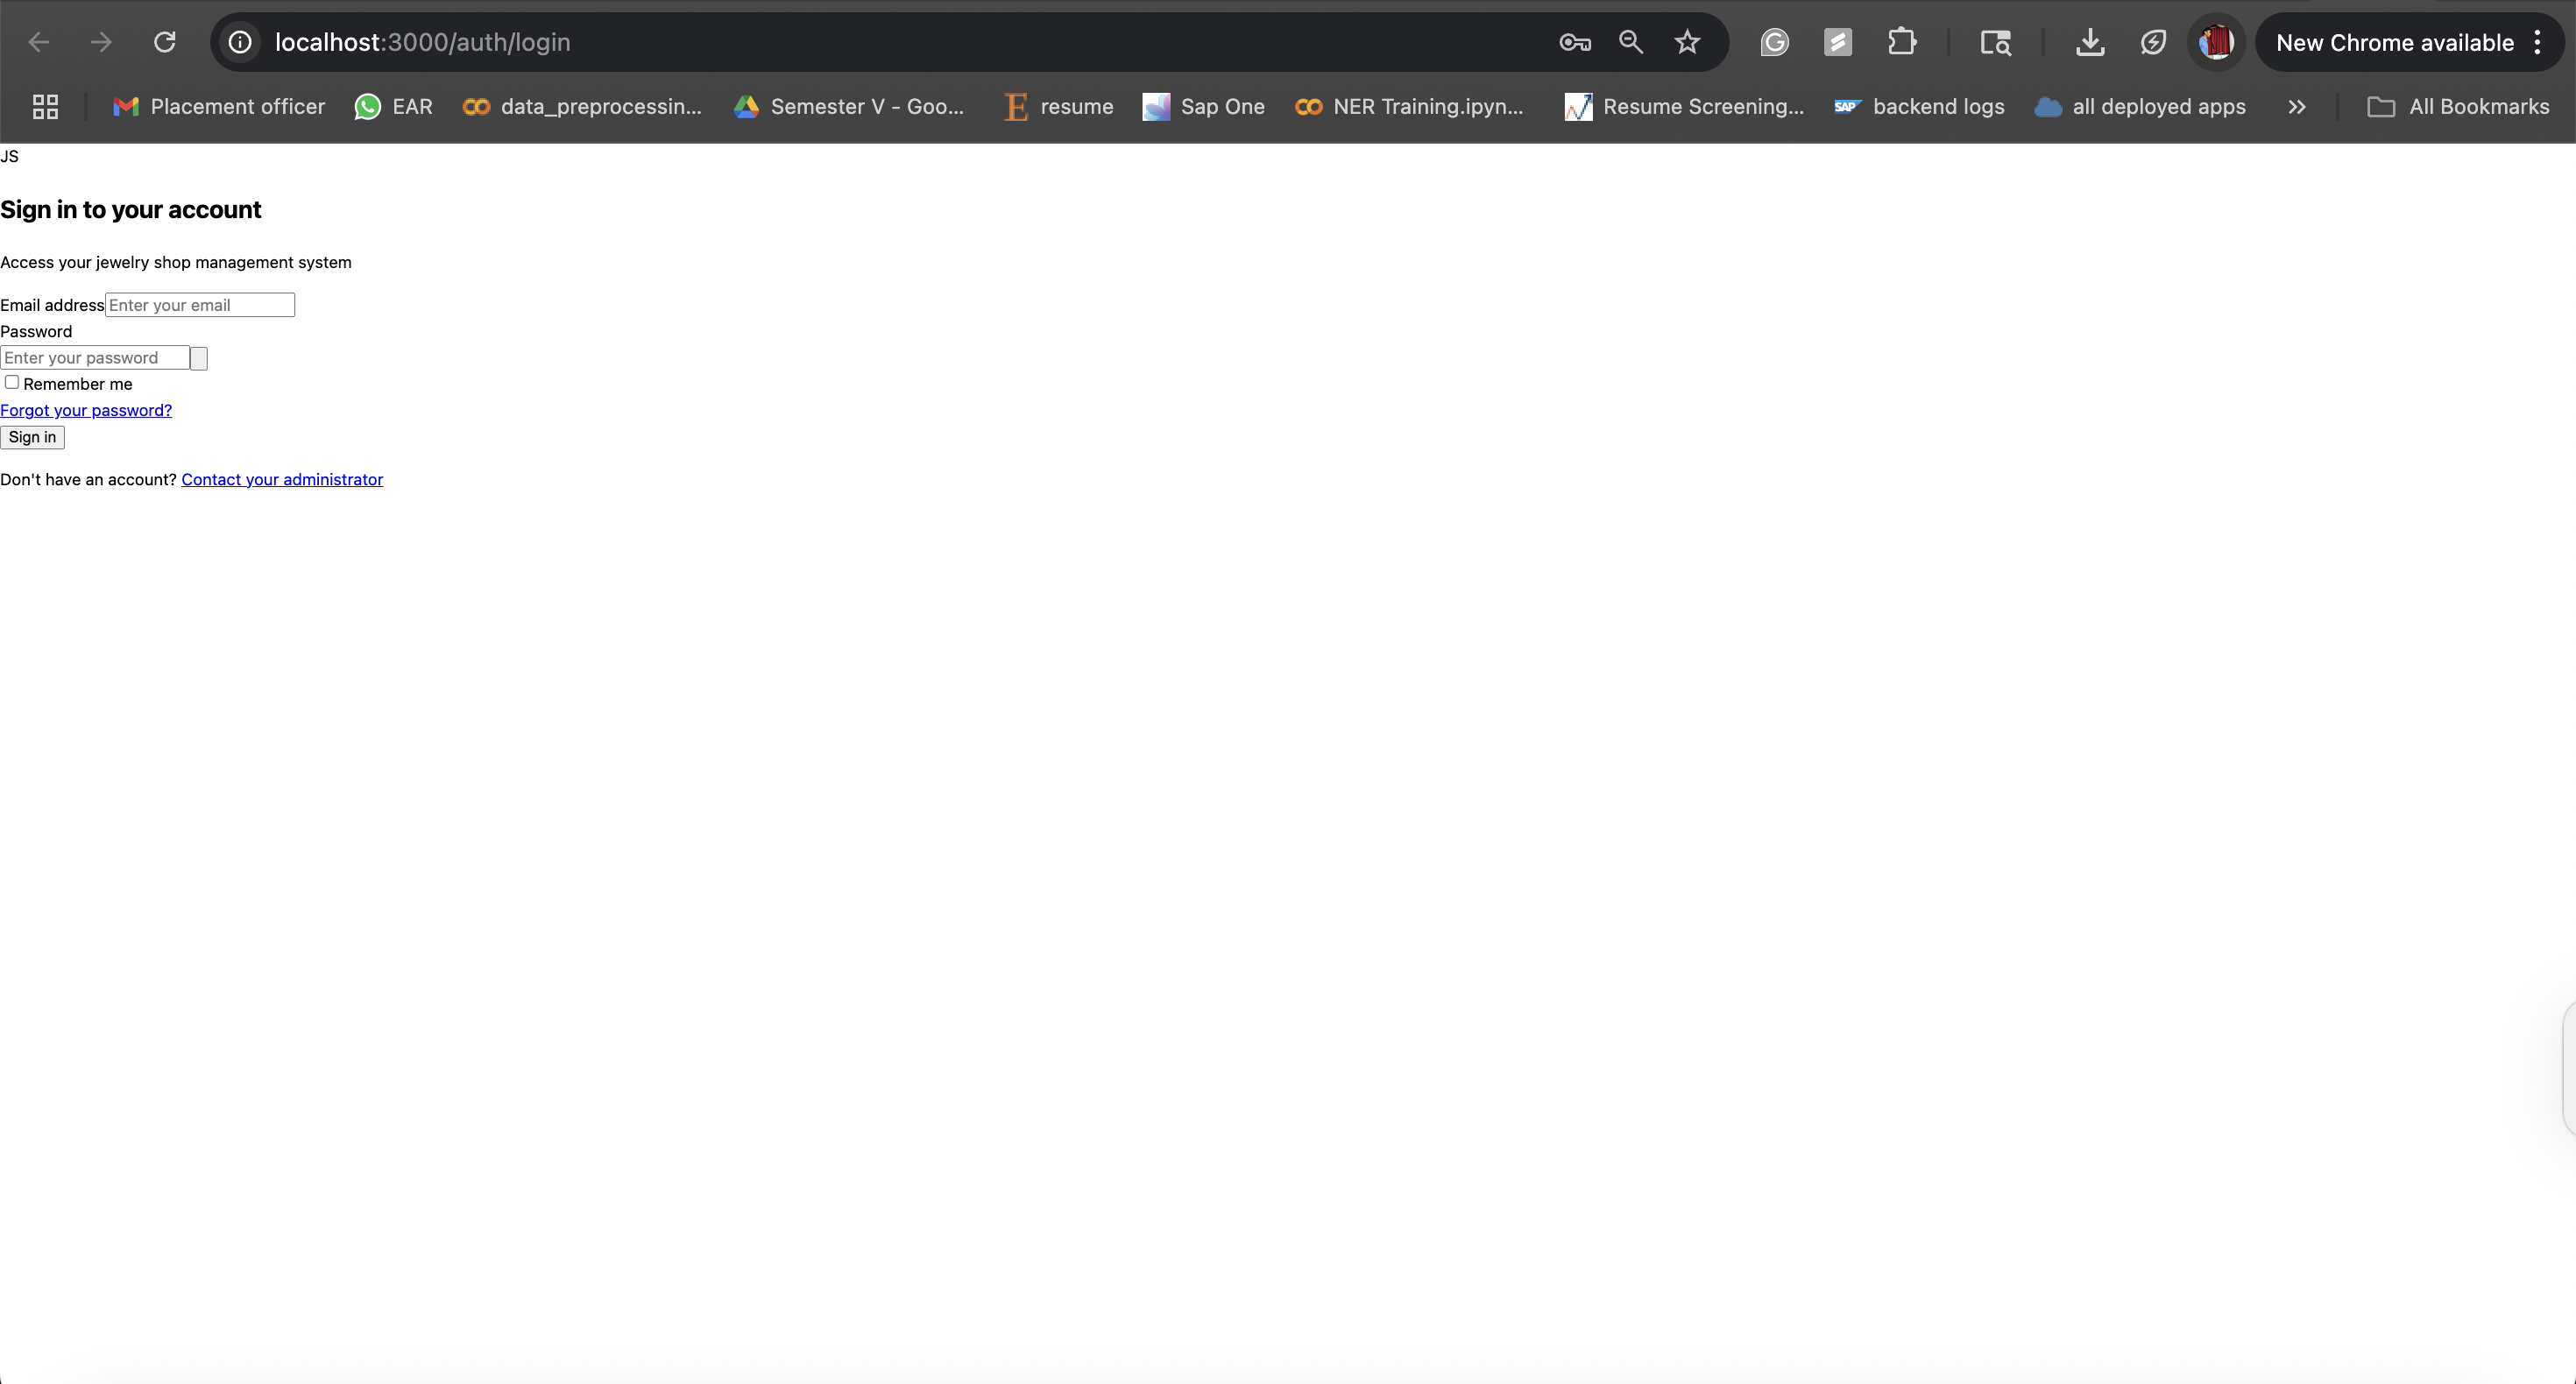 localhost:3000/auth/login
New Chrome available
Placement officer
EAR
data_preprocessin...
Semester V - Goo...
resume
Sap One
NER Training.ipyn...
Resume Screening...
SAP backend logs
all deployed apps
All Bookmarks
JS
Sign in to your account
Access your jewelry shop management system
Email address Enter your email
Password
Enter your password
Remember me
Forgot your password?
Sign in
Don't have an account? Contact your administrator